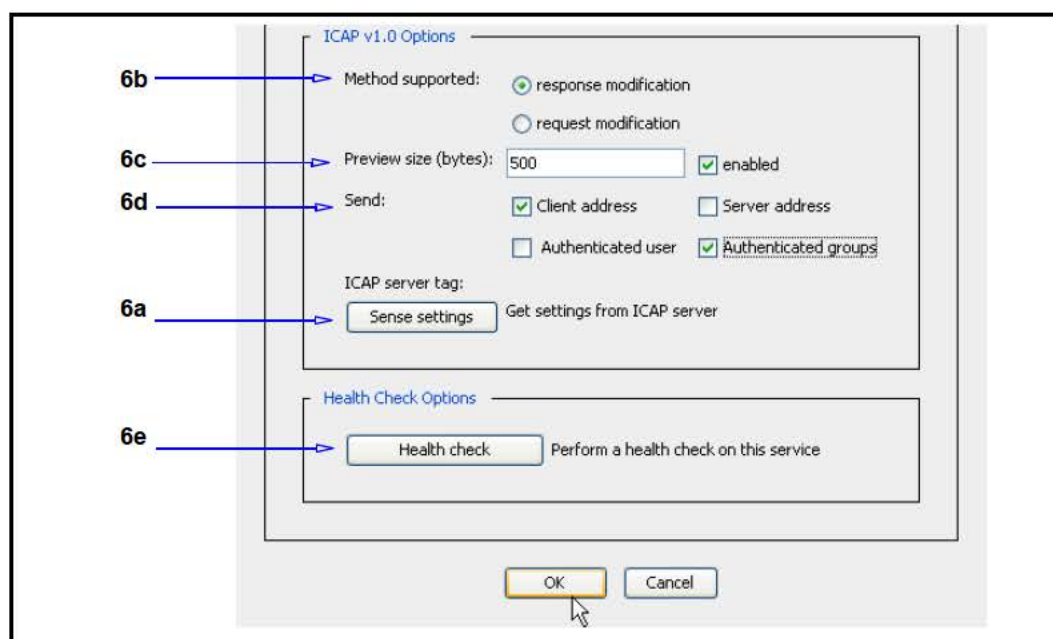 ICAP v1.0 Options
6b Method supported: response modification
request modification
6c Preview size (bytes): 500 enabled
6d Send: Client address Server address
Authenticated user Authenticated groups
ICAP server tag:
6a Sense settings Get settings from ICAP server
Health Check Options
6e Health check Perform a health check on this service
OK Cancel